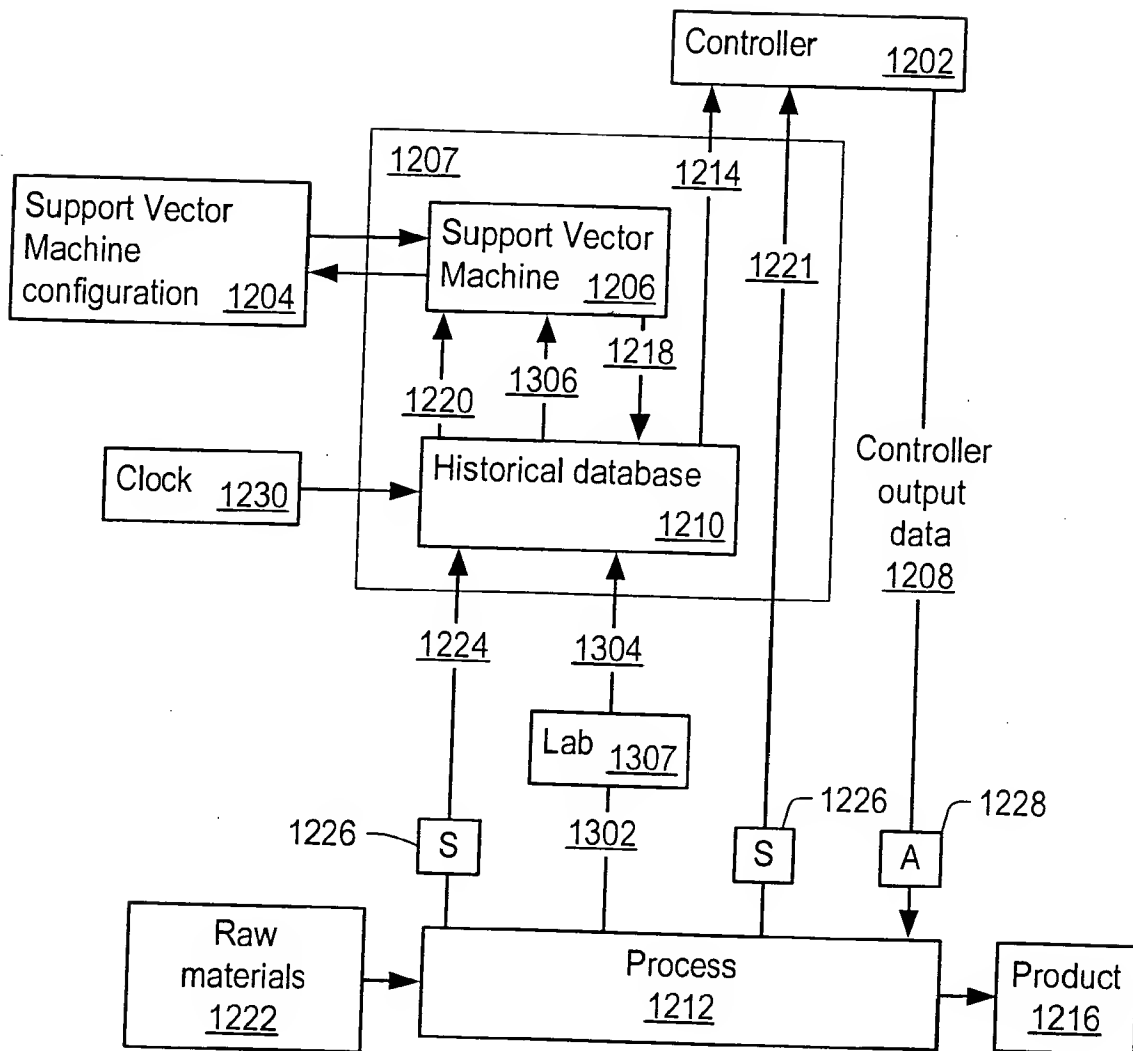 Controller
1202
1207
1214
Support Vector
Machine
configuration 1204
Support Vector
Machine
1206
1221
1218
1306
1220
Clock
1230
Historical database
1210
Controller
output
data
1208
1224
1304
Lab
1307
1226
S
1302
S
1226
A
1228
Raw
materials
1222
Process
1212
Product
1216